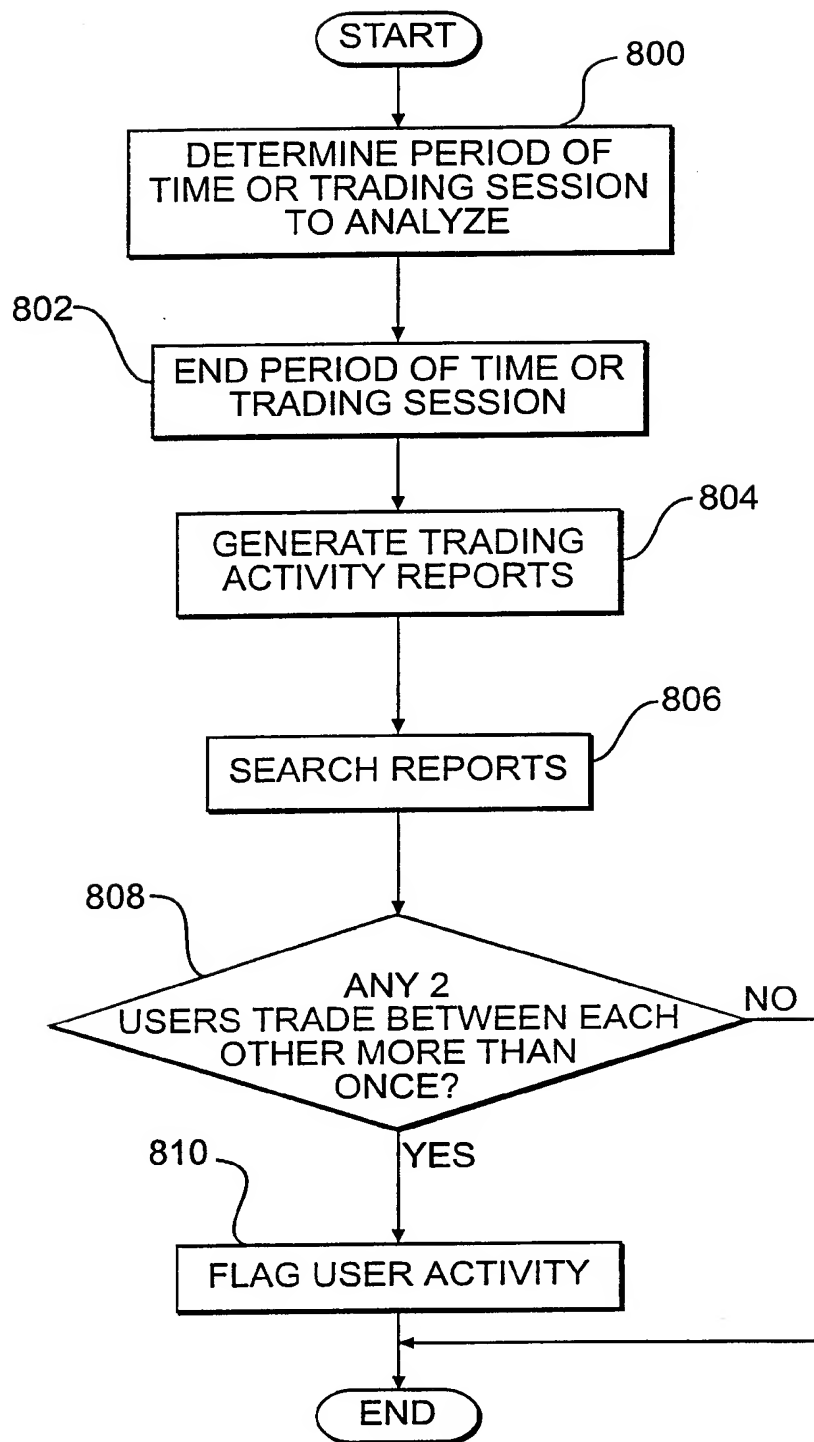 START
800
DETERMINE PERIOD OF
TIME OR TRADING SESSION
TO ANALYZE
802
END PERIOD OF TIME OR
TRADING SESSION
804
GENERATE TRADING
ACTIVITY REPORTS
806
SEARCH REPORTS
808
ANY 2
USERS TRADE BETWEEN EACH
OTHER MORE THAN
ONCE?
NO
YES
810
FLAG USER ACTIVITY
END